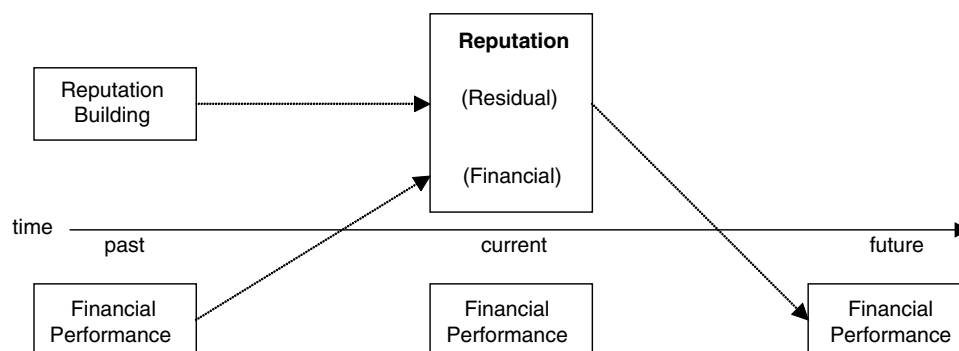 Reputation
Reputation
Building
(Residual)
(Financial)
time
past
current
future
Financial
Performance
Financial
Performance
Financial
Performance